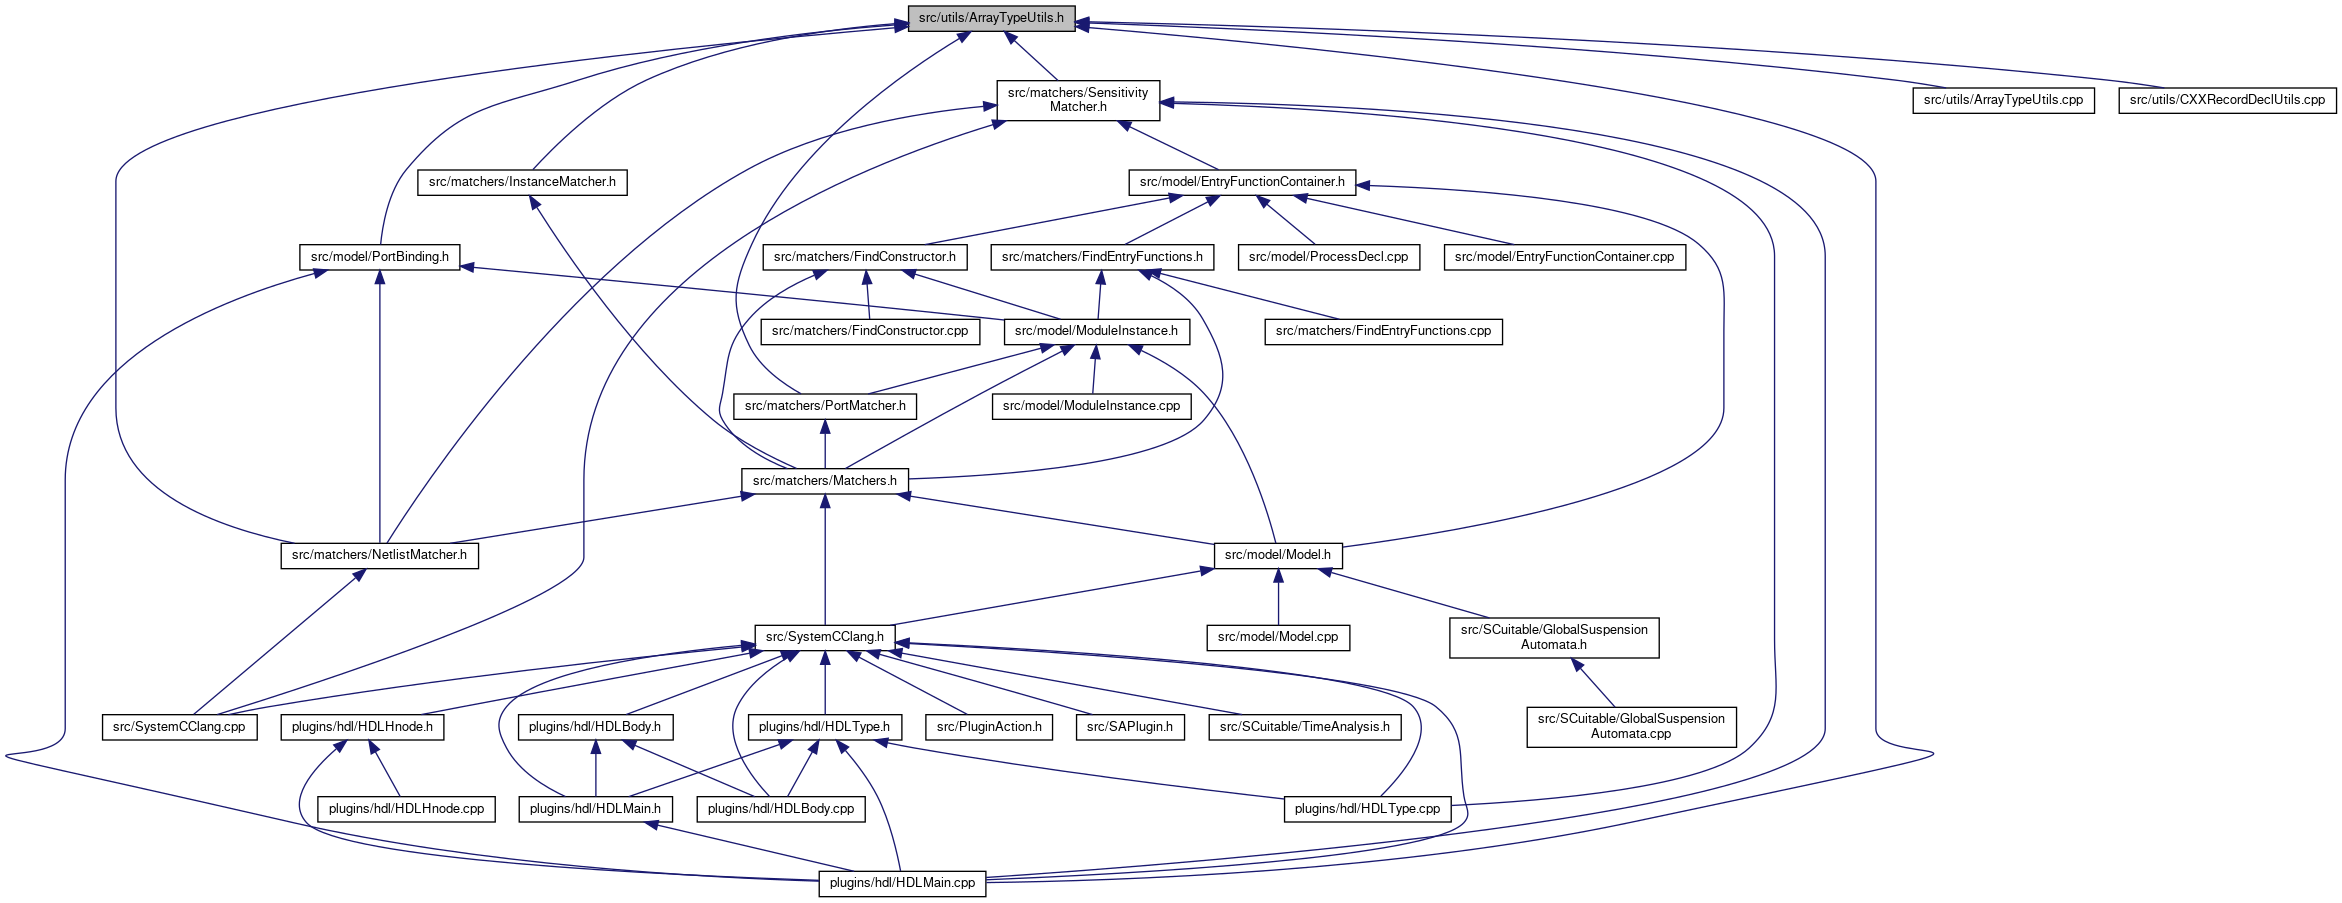 src/utils/ArrayTypeUtils.h
src/matchers/Sensitivity
Matcher.h
src/utils/ArrayTypeUtils.cpp
src/utils/CXXRecordDeclUtils.cpp
src/matchers/InstanceMatcher.h
src/model/EntryFunctionContainer.h
src/model/PortBinding.h
src/matchers/FindConstructor.h
src/matchers/FindEntryFunctions.h
src/model/ProcessDecl.cpp
src/model/EntryFunctionContainer.cpp
src/matchers/FindConstructor.cpp
src/model/ModuleInstance.h
src/matchers/FindEntryFunctions.cpp
src/matchers/PortMatcher.h
src/model/ModuleInstance.cpp
src/matchers/Matchers.h
src/matchers/NetlistMatcher.h
src/model/Model.h
src/SystemCClang.h
src/model/Model.cpp
src/SCuitable/GlobalSuspension
Automata.h
src/SystemCClang.cpp
plugins/hdl/HDLHnode.h
plugins/hdl/HDLBody.h
plugins/hdl/HDLType.h
src/PluginAction.h
src/SAPlugin.h
src/SCuitable/TimeAnalysis.h
src/SCuitable/GlobalSuspension
Automata.cpp
plugins/hdl/HDLHnode.cpp
plugins/hdl/HDLMain.h
plugins/hdl/HDLBody.cpp
plugins/hdl/HDLType.cpp
plugins/hdl/HDLMain.cpp